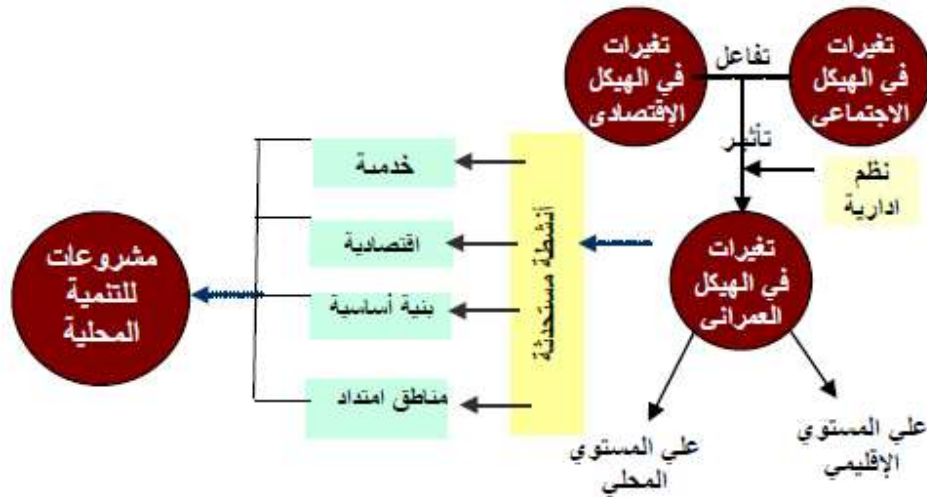 تغيرات
في الهيكل
الاجتماعى
تفاعل
تغيرات
في الهيكل
الإقتصادى
تأثير
نظم
ادارية
تغيرات
في الهيكل
العمرانى
علي المستوي
الإقليمي
علي المستوي
المحلي
أنشطة مستحدثة
خدمية
اقتصادية
بنية أساسية
مناطق امتداد
مشروعات
للتنمية
المحلية